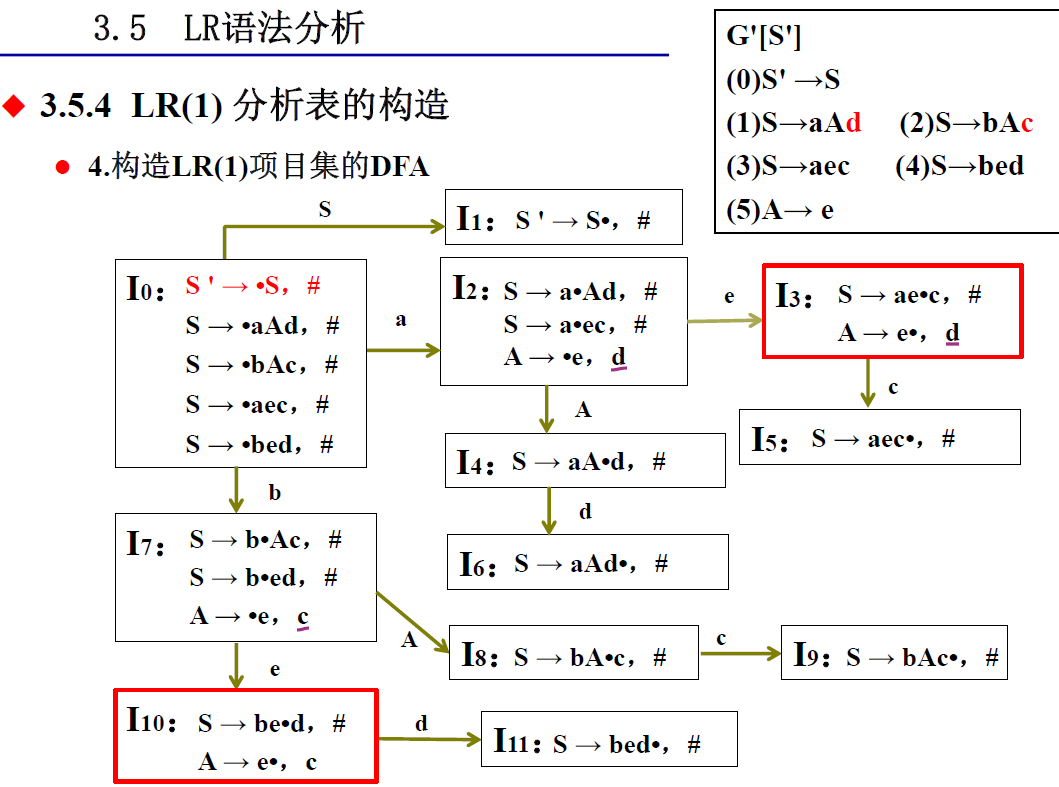 3.5 LR语法分析
G'[S']
(0)S' →S
(1)S→aAd (2)S→bAc
(3)S→aec (4)S→bed
(5)A→ e
3.5.4 LR(1) 分析表的构造
4.构造LR(1)项目集的DFA
S
I1： S ' → S•，#
I0： S ' → •S，#
S → •aAd，#
S → •bAc，#
S → •aec，#
S → •bed，#
a
I2： S → a•Ad，#
S → a•ec，#
A → •e，d
e
I3： S → ae•c，#
A → e•，d
c
I5： S → aec•，#
A
I4： S → aA•d，#
d
I6： S → aAd•，#
b
I7： S → b•Ac，#
S → b•ed，#
A → •e，c
A
I8： S → bA•c，#
c
I9： S → bAc•，#
e
I10： S → be•d，#
A → e•，c
d
I11： S → bed•，#